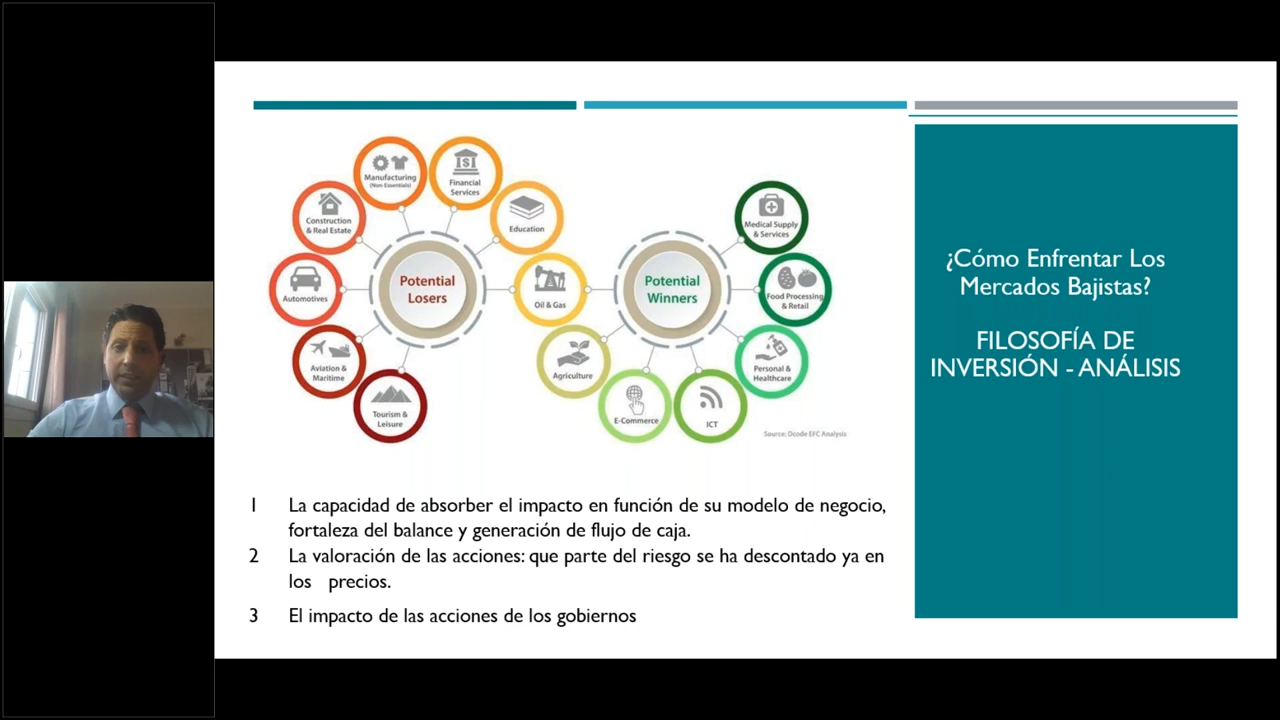 Manufacturing
(Non-Essentials)
Financial
Services
Construction
& Real Estate
Education
Automotives
Potential
Losers
Oil & Gas
Aviation &
Maritime
Tourism &
Leisure
Medical Supply
& Services
Potential
Winners
Food Processing
& Retail
Agriculture
Personal &
Healthcare
E-Commerce
ICT
Source: Dcode EFC Analysis
¿Cómo Enfrentar Los
Mercados Bajistas?
FILOSOFÍA DE
INVERSIÓN - ANÁLISIS
1 La capacidad de absorber el impacto en función de su modelo de negocio,
fortaleza del balance y generación de flujo de caja.
2 La valoración de las acciones: que parte del riesgo se ha descontado ya en
los precios.
3 El impacto de las acciones de los gobiernos